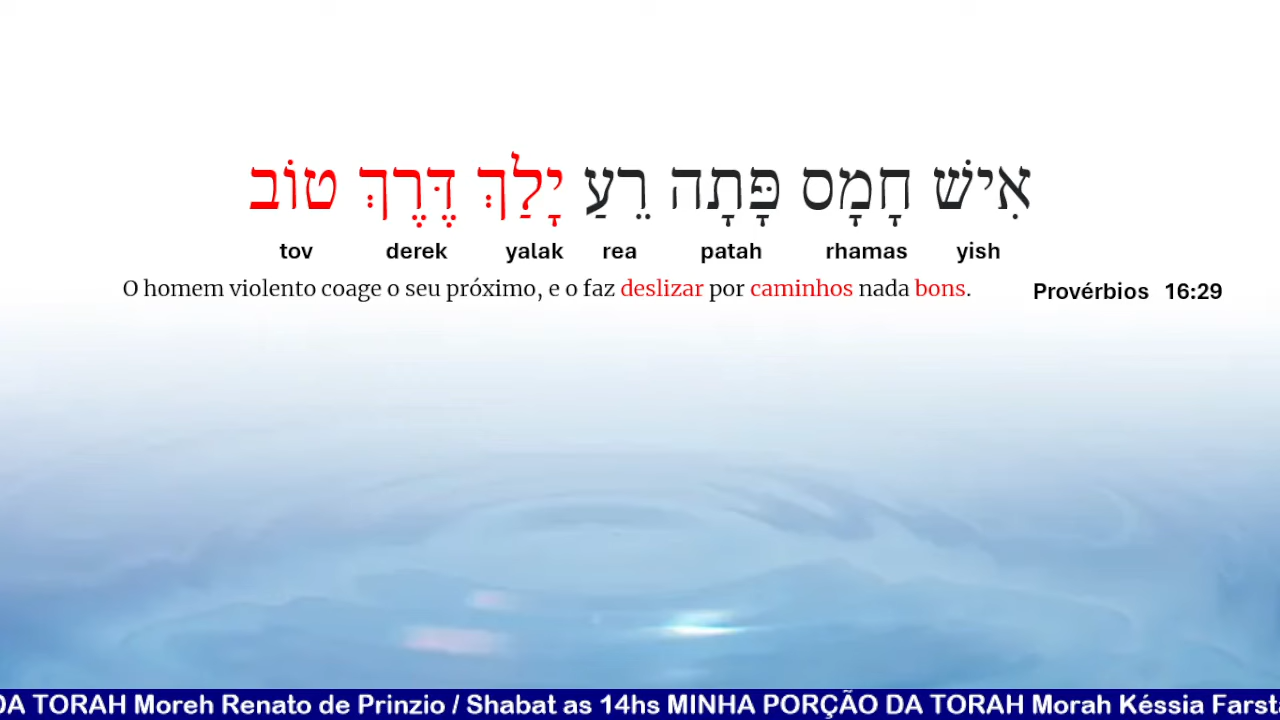 אִישׁ חָמָס פָּתָה רֵעַ יָלַךְ דֶּרֶךְ טוֹב
tov derek yalak rea patah rhamas yish
O homem violento coage o seu próximo, e o faz deslizar por caminhos nada bons. Provérbios 16:29
DA TORAH Moreh Renato de Prinzio / Shabat as 14hs MINHA PORÇÃO DA TORAH Morah Késsia